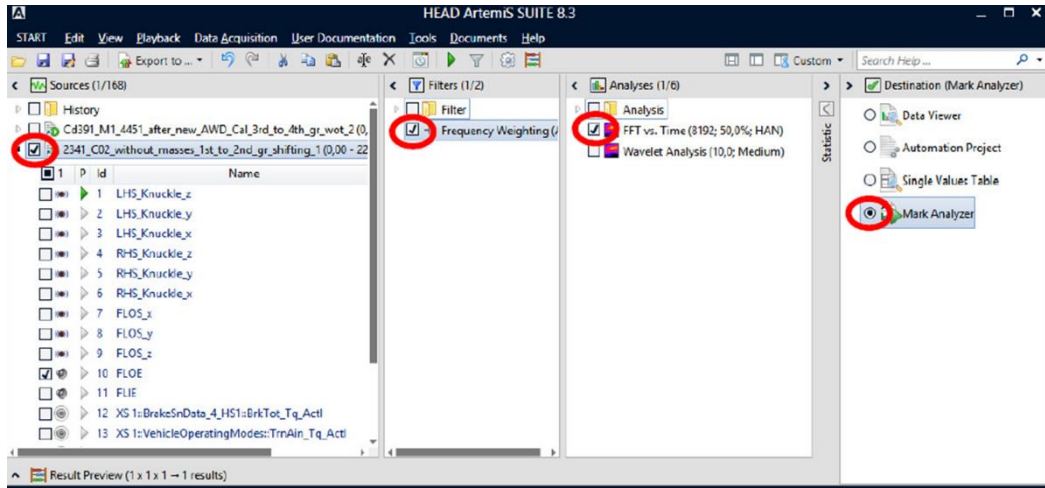 HEAD ArtemiS SUITE 8.3
START Edit View Playback Data Acquisition User Documentation Tools Documents Help
Export to ... Custom Search Help ...
Sources (1/168)
History
Cd391_M1_4451_after_new_AWD_Cal_3rd_to_4th_gr_wot_2 (0,
2341_C02_without_masses_1st_to_2nd_gr_shifting_1 (0,00 - 22
1 P Id Name
1 LHS_Knuckle_z
2 LHS_Knuckle_y
3 LHS_Knuckle_x
4 RHS_Knuckle_z
5 RHS_Knuckle_y
6 RHS_Knuckle_x
7 FLOS_x
8 FLOS_y
9 FLOS_z
10 FLOE
11 FLIE
12 XS 1::BrakeSnData_4_HS1::BrkTot_Tq_Actl
13 XS 1::VehicleOperatingModes::TrnAin_Tq_Actl
Filters (1/2)
Filter
Frequency Weighting (A
Analyses (1/6)
Analysis
FFT vs. Time (8192; 50,0%; HAN)
Wavelet Analysis (10,0; Medium)
Statistic
Destination (Mark Analyzer)
Data Viewer
Automation Project
Single Values Table
Mark Analyzer
Result Preview (1 x 1 x 1 → 1 results)